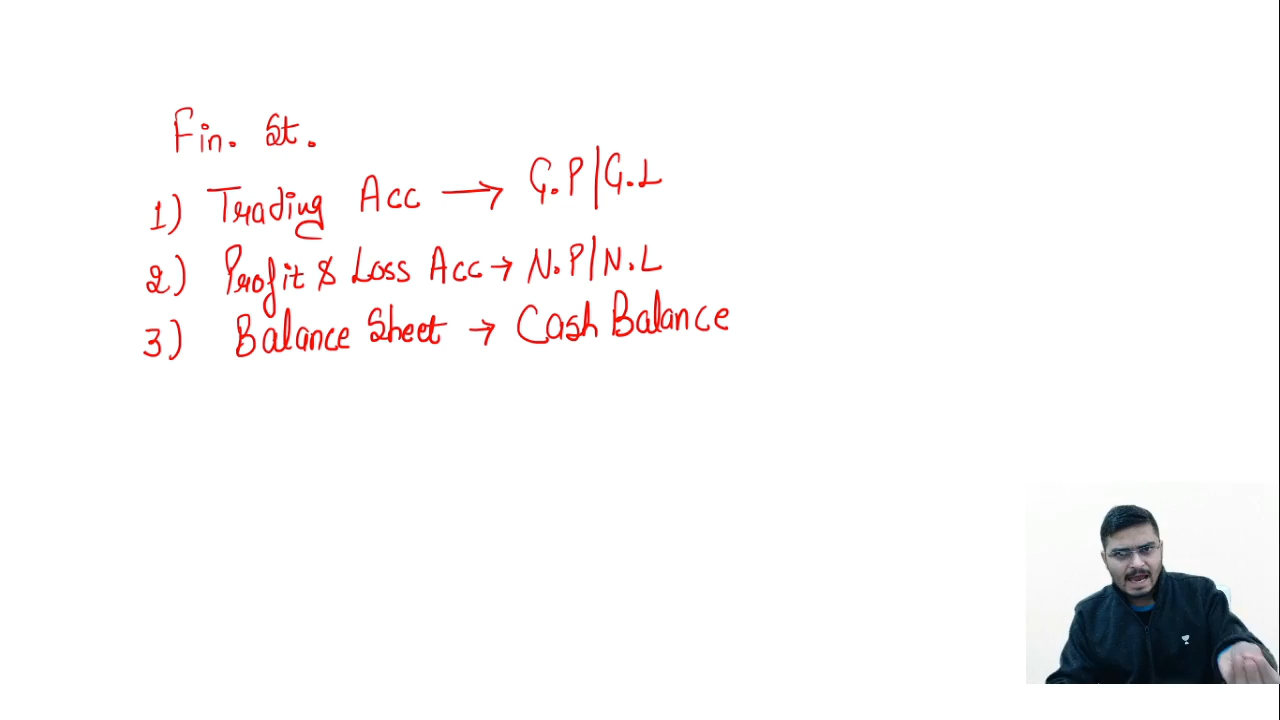 Fin. St.
1) Trading Acc → G.P/G.L
2) Profit & Loss Acc → N.P/N.L
3) Balance Sheet → Cash Balance